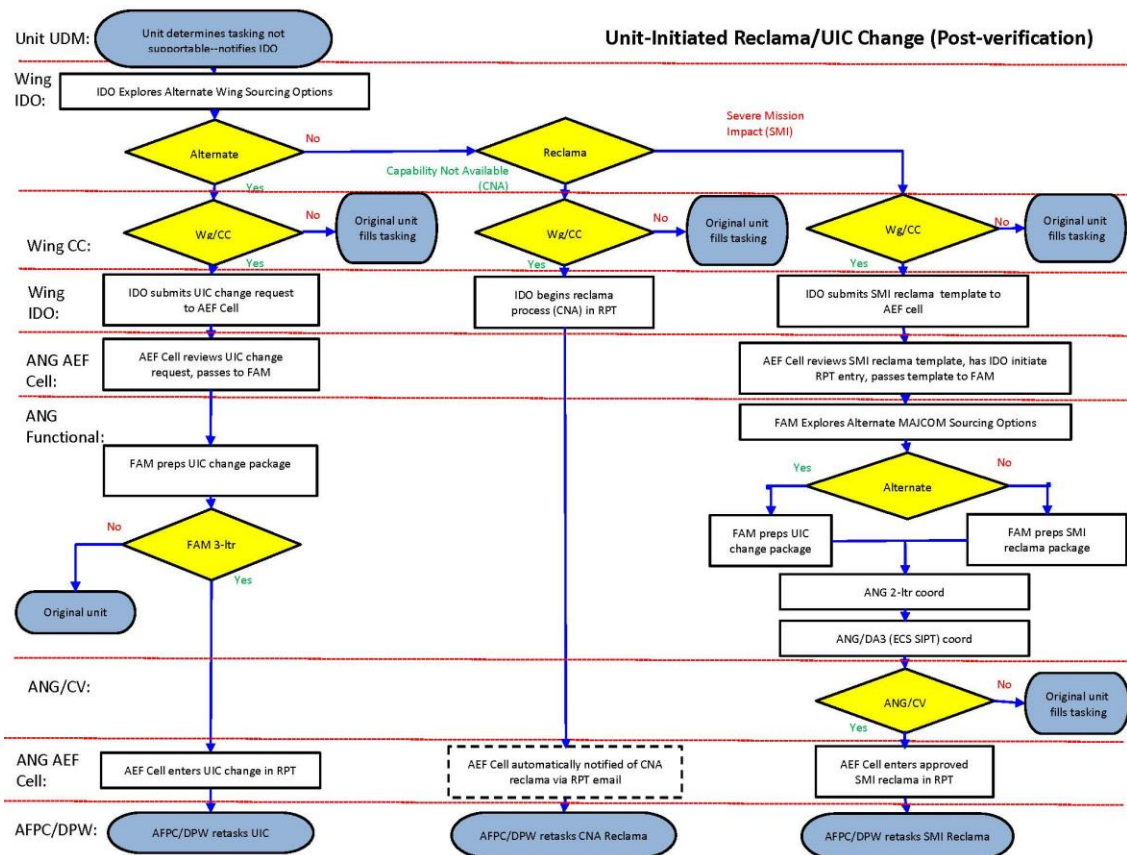 Unit UDM:
Unit determines tasking not
supportable--notifies IDO
Unit-Initiated Reclama/UIC Change (Post-verification)
Wing
IDO:
IDO Explores Alternate Wing Sourcing Options
Alternate
No
Yes
Reclama
Severe Mission
Impact (SMI)
Capability Not Available
(CNA)
Wing CC:
Wg/CC
No
Original unit
fills tasking
Yes
Wg/CC
No
Original unit
fills tasking
Yes
Wg/CC
No
Original unit
fills tasking
Yes
Wing
IDO:
IDO submits UIC change request
to AEF Cell
IDO begins reclama
process (CNA) in RPT
IDO submits SMI reclama template to
AEF cell
ANG AEF
Cell:
AEF Cell reviews UIC change
request, passes to FAM
AEF Cell reviews SMI reclama template, has IDO initiate
RPT entry, passes template to FAM
ANG
Functional:
FAM Explores Alternate MAJCOM Sourcing Options
FAM preps UIC change package
Yes
Alternate
No
FAM preps UIC
change package
FAM preps SMI
reclama package
No
FAM 3-ltr
Yes
Original unit
ANG 2-ltr coord
ANG/DA3 (ECS SIPT) coord
ANG/CV:
ANG/CV
No
Original unit
fills tasking
Yes
ANG AEF
Cell:
AEF Cell enters UIC change in RPT
AEF Cell automatically notified of CNA
reclama via RPT email
AEF Cell enters approved
SMI reclama in RPT
AFPC/DPW:
AFPC/DPW retasks UIC
AFPC/DPW retasks CNA Reclama
AFPC/DPW retasks SMI Reclama